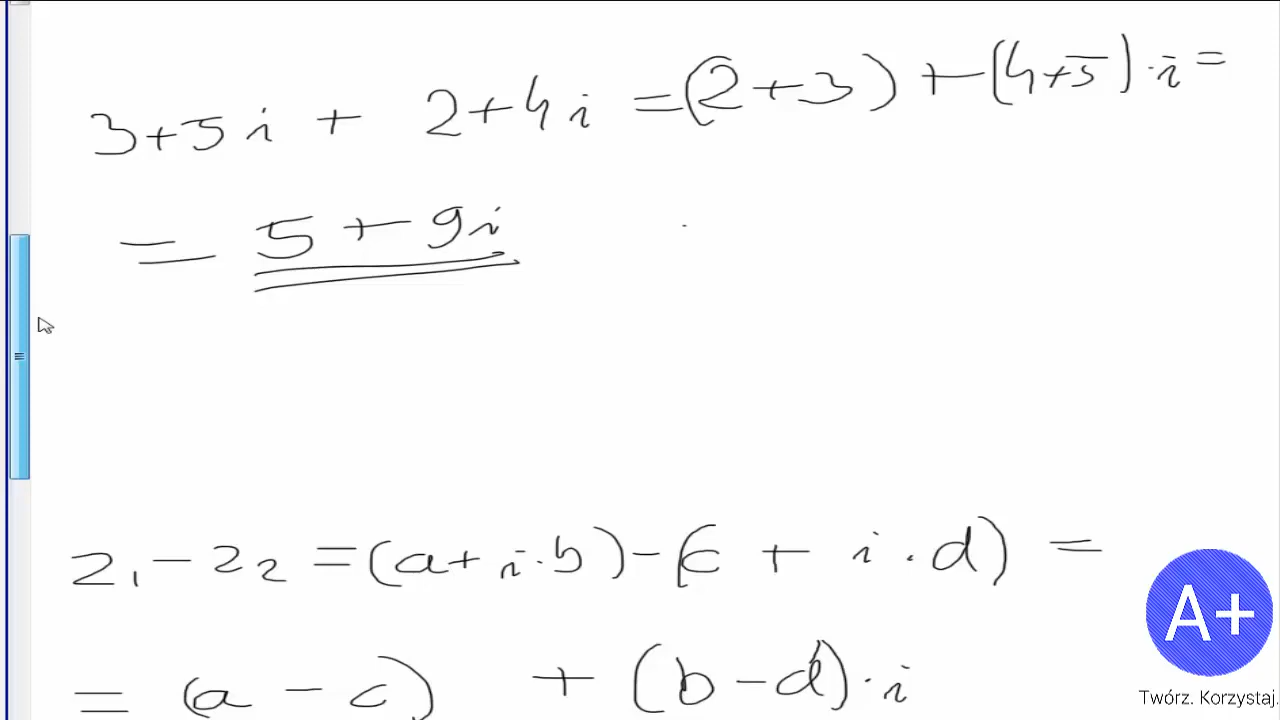 3+5i + 2+4i =(2+3)+(4+5)·i=
= 5+9i
z₁-z₂=(a+i·b)-(c + i·d)=
= (a-c) + (b-d)·i
A+
Twórz. Korzystaj.